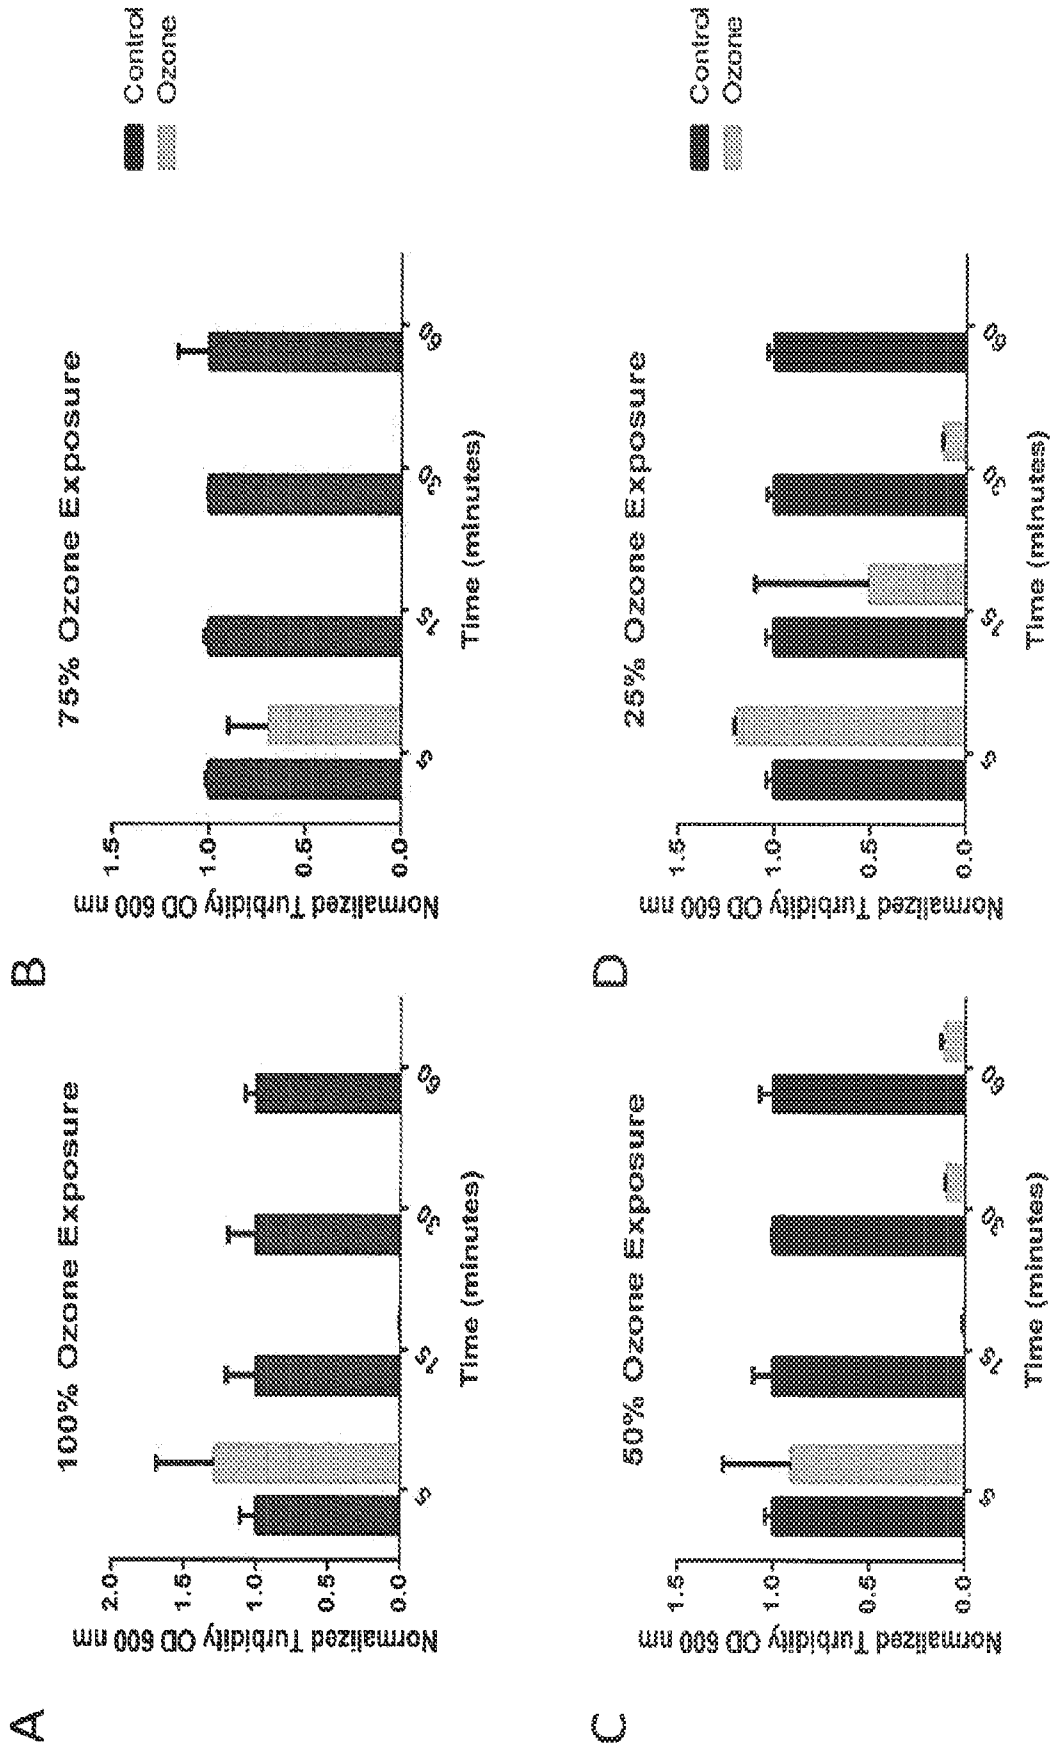 A
100% Ozone Exposure
Normalized Turbidity OD 600 nm
2.0
1.5
1.0
0.5
0.0
5
15
30
60
Time (minutes)
B
75% Ozone Exposure
Control
Ozone
Normalized Turbidity OD 600 nm
1.5
1.0
0.5
0.0
5
15
30
60
Time (minutes)
C
50% Ozone Exposure
Normalized Turbidity OD 600 nm
1.5
1.0
0.5
0.0
5
15
30
60
Time (minutes)
D
25% Ozone Exposure
Control
Ozone
Normalized Turbidity OD 600 nm
1.5
1.0
0.5
0.0
5
15
30
60
Time (minutes)